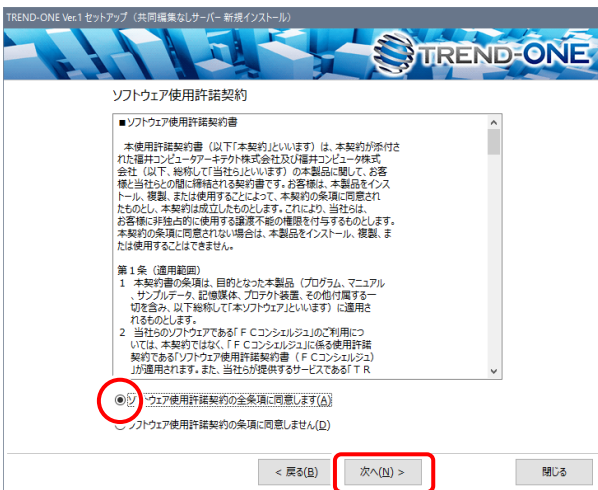 TREND-ONE Ver.1 セットアップ（共同編集なしサーバー 新規インストール）
TREND-ONE
ソフトウェア使用許諾契約
■ソフトウェア使用許諾契約書
本使用許諾契約書（以下「本契約」といいます）は、本契約が添付さ
れた福井コンピュータアーキテクト株式会社及び福井コンピュータ株式
会社（以下、総称して「当社ら」といいます）の本製品に関して、お客
様と当社らとの間に締結される契約書です。お客様は、本製品をインス
トール、複製、または使用することによって、本契約の条項に同意され
たものとし、本契約は成立したものとします。これにより、当社らは、
お客様に非独占的に使用する譲渡不能の権限を付与するものとします。
本契約の条項に同意されない場合は、本製品をインストール、複製、ま
たは使用することはできません。
第１条（適用範囲）
１ 本契約書の条項は、目的となった本製品（プログラム、マニュアル
、サンプルデータ、記憶媒体、プロテクト装置、その他付属する一
切を含み、以下総称して「本ソフトウェア」といいます）に適用さ
れるものとします。
２ 当社らのソフトウェアである「ＦＣコンシェルジュ」のご利用につ
いては、本契約ではなく、「ＦＣコンシェルジュ」に係る使用許諾
契約である「ソフトウェア使用許諾契約書（ＦＣコンシェルジュ）
」が適用されます。また、当社らが提供するサービスである「ＴＲ
ソフトウェア使用許諾契約の全条項に同意します(A)
ソフトウェア使用許諾契約の条項に同意しません(D)
< 戻る(B)
次へ(N) >
閉じる